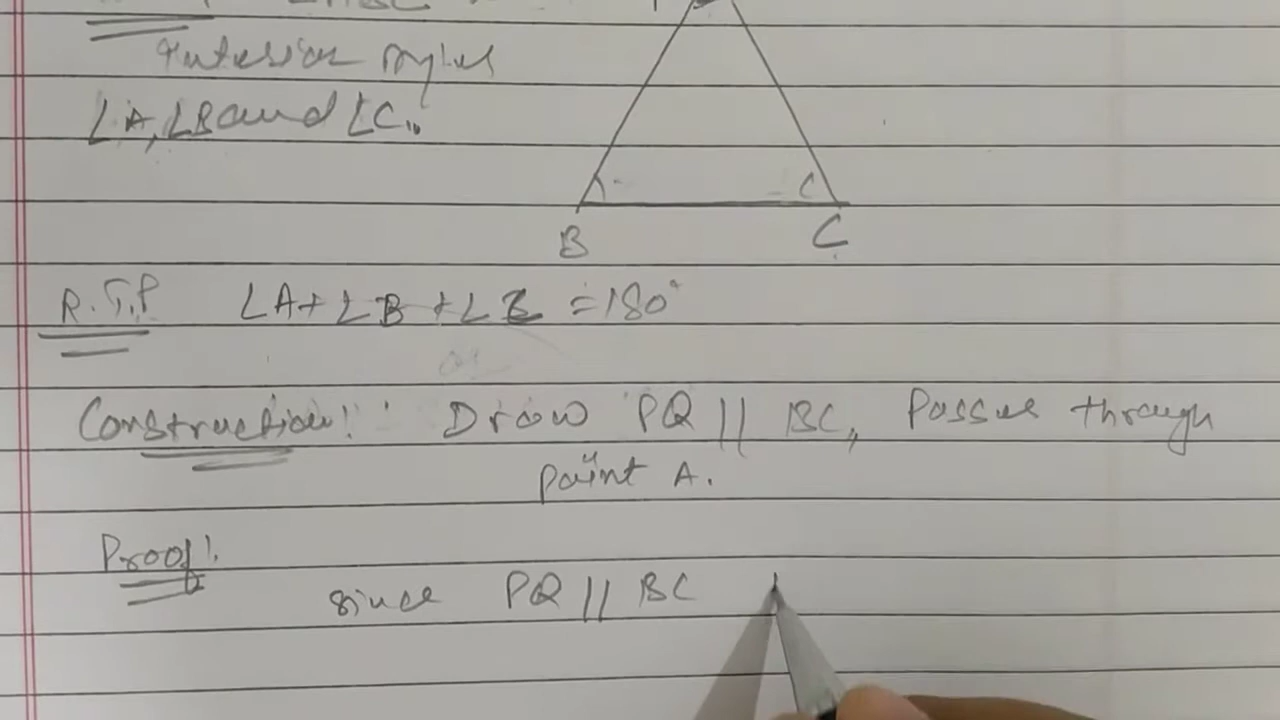 Interior angles
∠A, ∠B and ∠C.
C
B
C
R.T.P ∠A + ∠B + ∠C = 180°
Construction: Draw PQ || BC, Passes through
point A.
Proof:
since PQ || BC